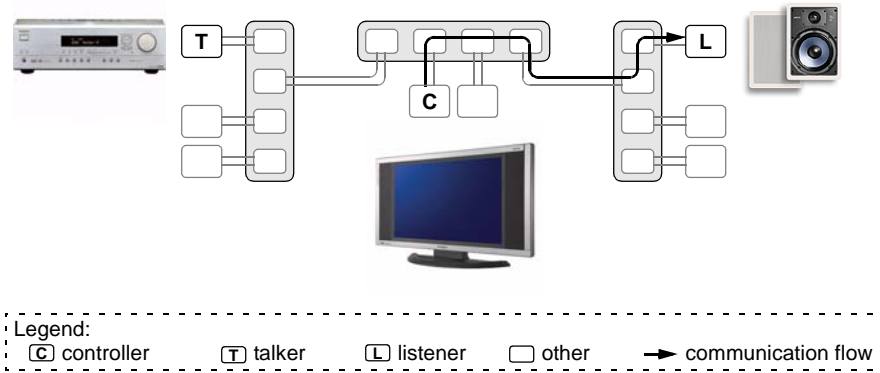 T
L
C
Legend:
C controller T talker L listener other communication flow